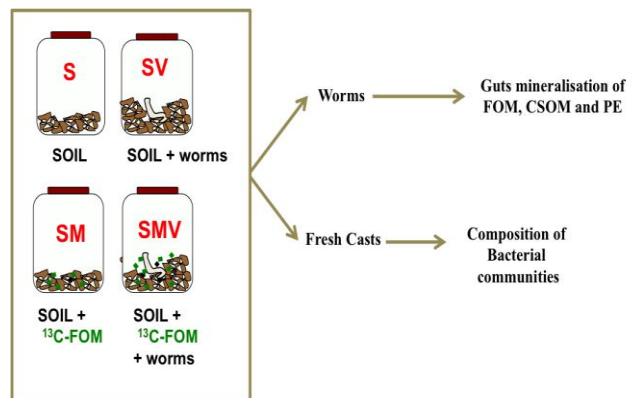 S
SV
SOIL
SOIL + worms
SM
SMV
SOIL +
¹³C-FOM
SOIL +
¹³C-FOM
+ worms
Worms
Guts mineralisation of
FOM, CSOM and PE
Fresh Casts
Composition of
Bacterial
communities